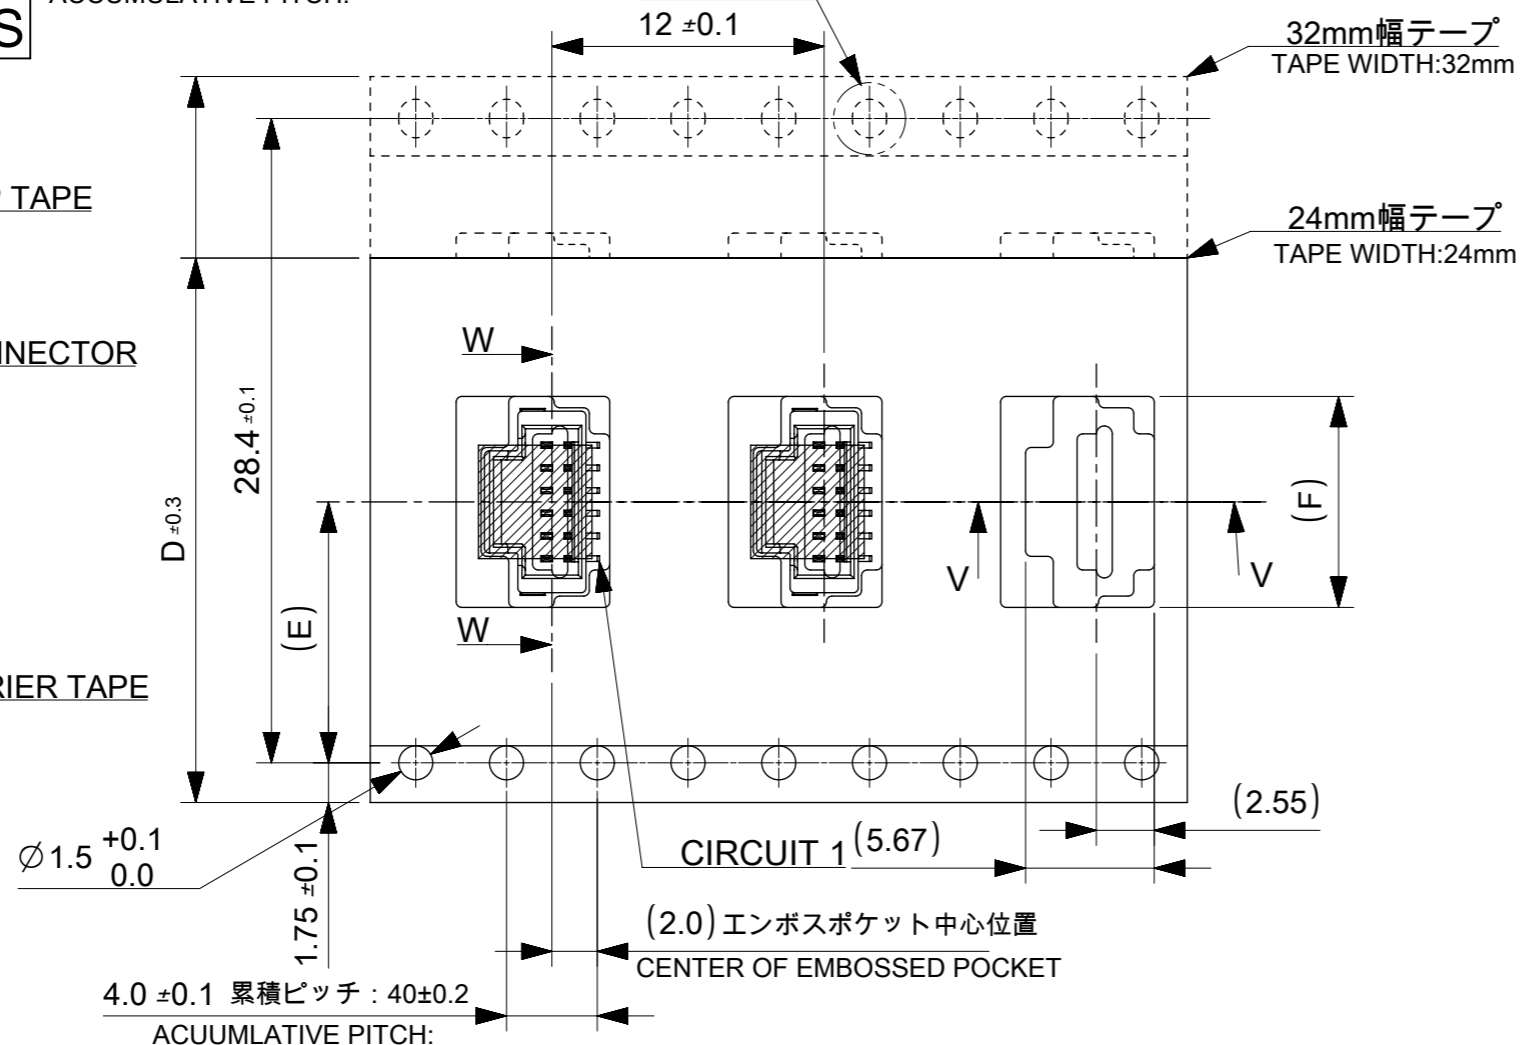 S
12 ±0.1
32mm幅テープ
TAPE WIDTH:32mm
TAPE
24mm幅テープ
TAPE WIDTH:24mm
W
28.4 ±0.1
D ±0.3
(F)
V
V
(E)
W
RIER TAPE
(2.55)
Ø1.5 +0.1
0.0
1.75 ±0.1
CIRCUIT 1
(5.67)
(2.0) エンボスポケット中心位置
CENTER OF EMBOSSED POCKET
4.0 ±0.1 累積ピッチ : 40±0.2
ACUUMLATIVE PITCH: